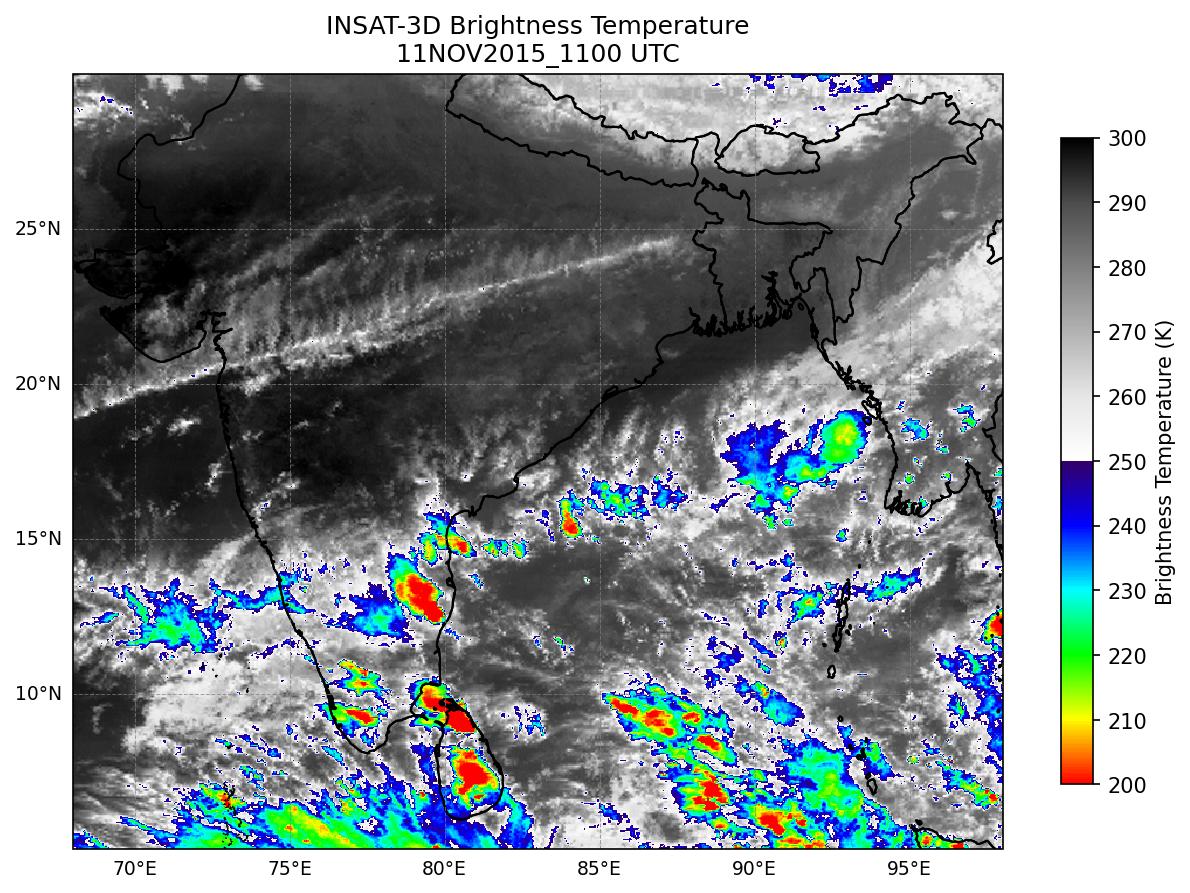 INSAT-3D Brightness Temperature
11NOV2015_1100 UTC
25°N
20°N
15°N
10°N
70°E
75°E
80°E
85°E
90°E
95°E
300
290
280
270
260
250
240
230
220
210
200
Brightness Temperature (K)